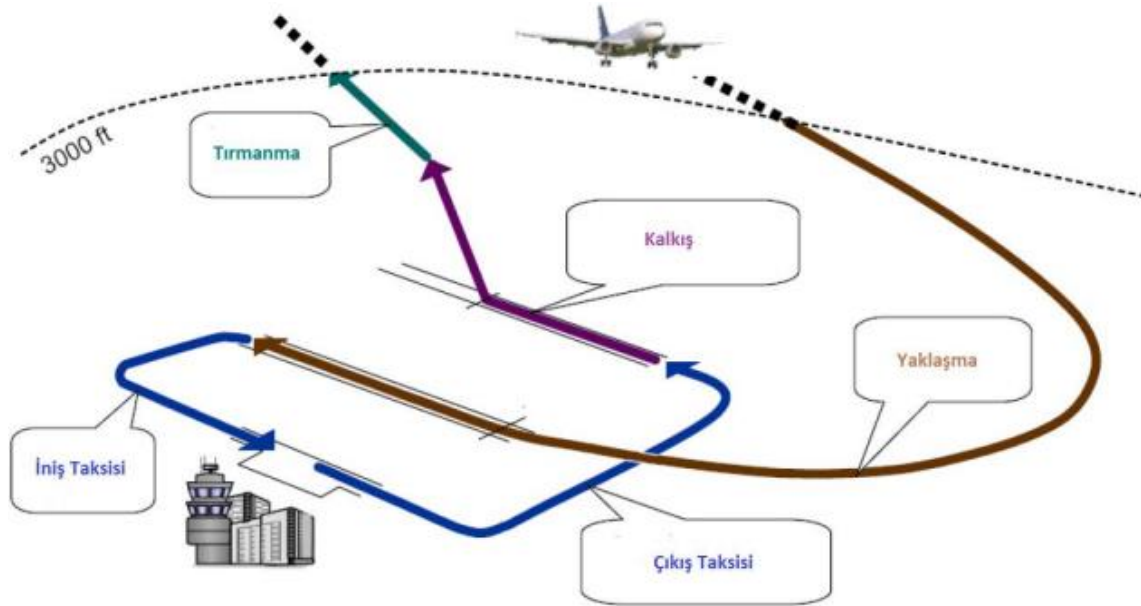 3000 ft
Tırmanma
Kalkış
Yaklaşma
İniş Taksisi
Çıkış Taksisi